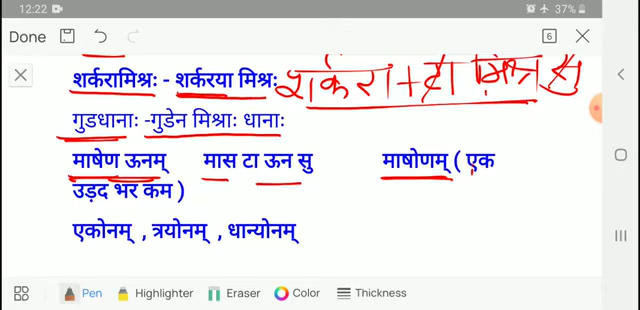 12:22 37%
Done 6
शर्करामिश्रः - शर्करया मिश्रः शर्करा + टा मिश्र सु
गुडधानाः -गुडेन मिश्राः धानाः
माषेण ऊनम् मास टा ऊन सु माषोणम् ( एक
उड़द भर कम )
एकोनम् , त्रयोनम् , धान्योनम्
Pen Highlighter Eraser Color Thickness